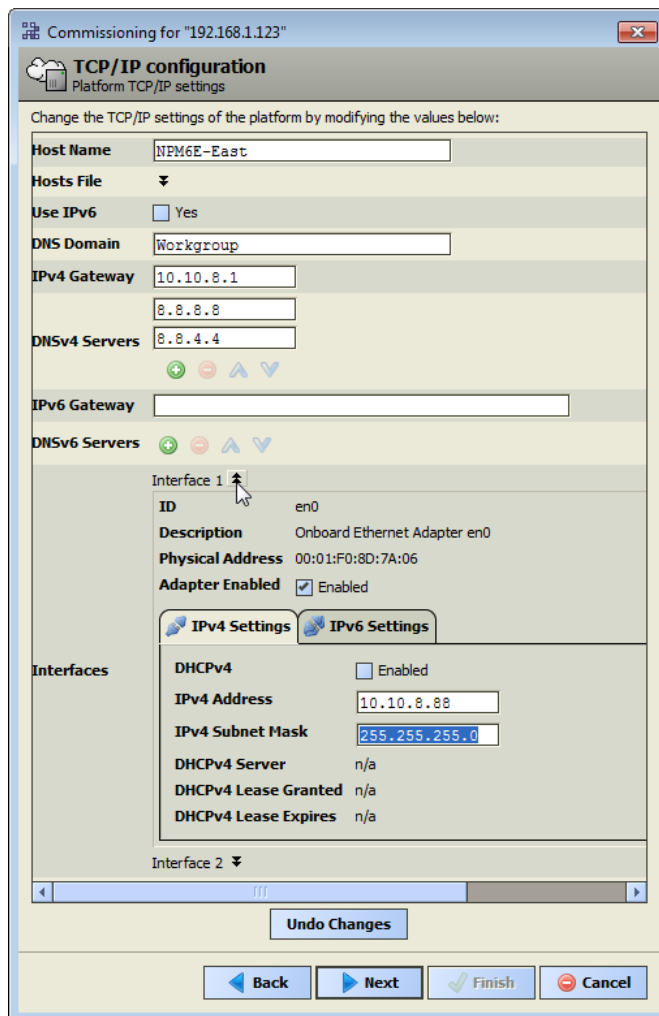 Commissioning for "192.168.1.123"
TCP/IP configuration
Platform TCP/IP settings
Change the TCP/IP settings of the platform by modifying the values below:
Host Name NPM6E-East
Hosts File
Use IPv6 Yes
DNS Domain Workgroup
IPv4 Gateway 10.10.8.1
8.8.8.8
DNSv4 Servers 8.8.4.4
IPv6 Gateway
DNSv6 Servers
Interface 1
ID en0
Description Onboard Ethernet Adapter en0
Physical Address 00:01:F0:8D:7A:06
Adapter Enabled Enabled
IPv4 Settings IPv6 Settings
Interfaces DHCPv4 Enabled
IPv4 Address 10.10.8.88
IPv4 Subnet Mask 255.255.255.0
DHCPv4 Server n/a
DHCPv4 Lease Granted n/a
DHCPv4 Lease Expires n/a
Interface 2
Undo Changes
Back Next Finish Cancel